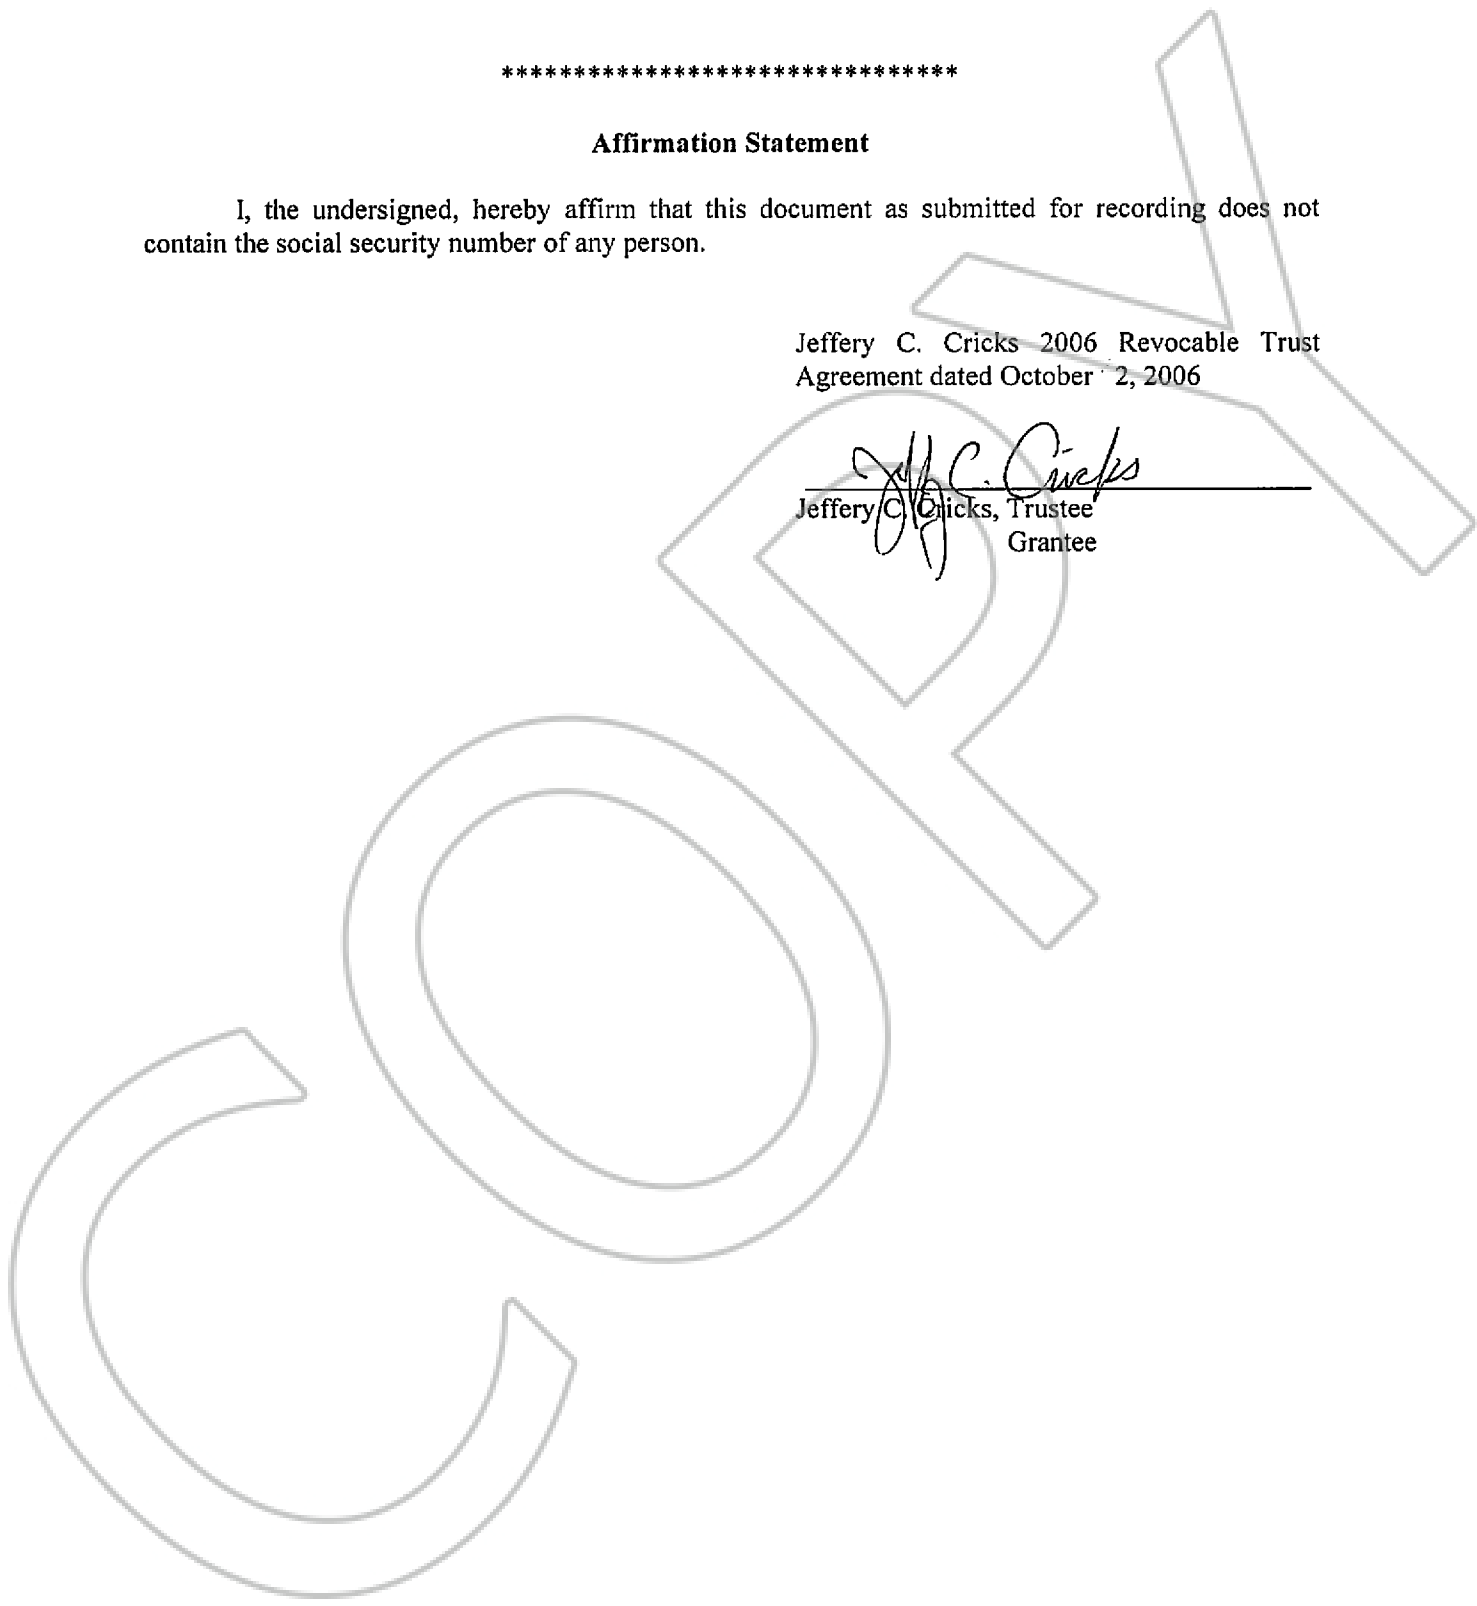 ********************************
Affirmation Statement
I, the undersigned, hereby affirm that this document as submitted for recording does not
contain the social security number of any person.
Jeffery C. Cricks 2006 Revocable Trust
Agreement dated October 2, 2006
Jeffery C. Cricks
Jeffery C. Cricks, Trustee
Grantee
COPY